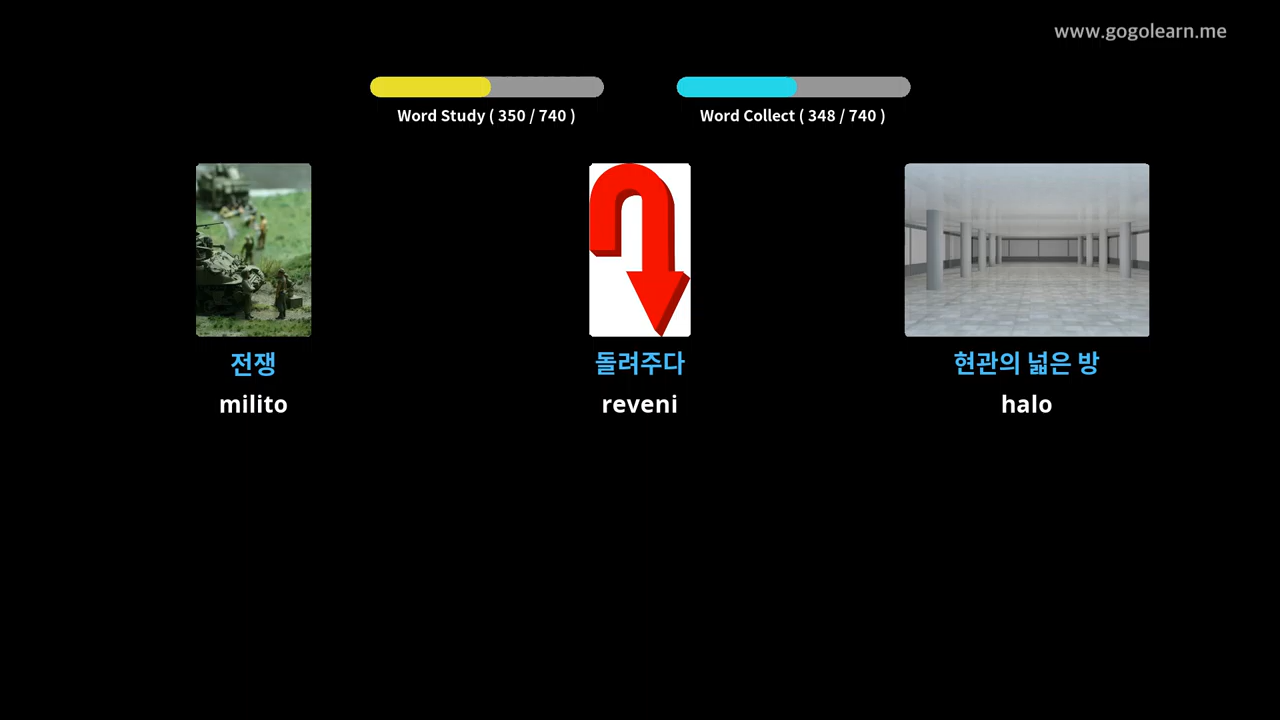 www.gogolearn.me
Word Study ( 350 / 740 )
Word Collect ( 348 / 740 )
전쟁
milito
돌려주다
reveni
현관의 넓은 방
halo